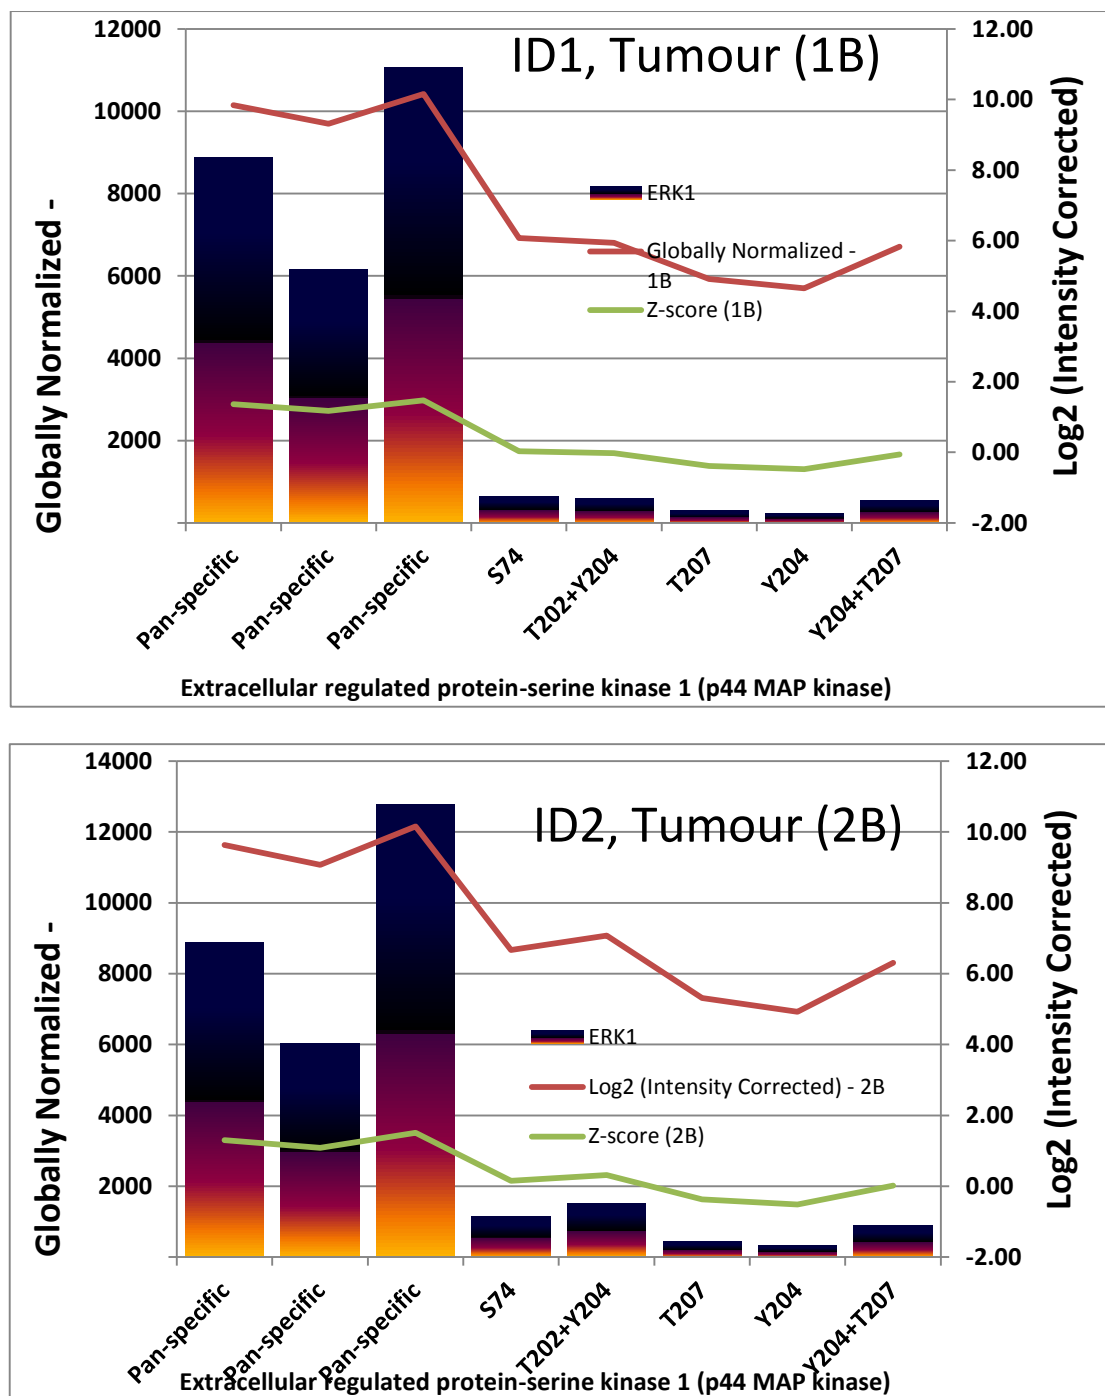 ID1, Tumour (1B)
Globally Normalized -
12000
10000
8000
6000
4000
2000
12.00
10.00
8.00
6.00
4.00
2.00
0.00
-2.00
Log2 (Intensity Corrected)
ERK1
Globally Normalized -
1B
Z-score (1B)
Pan-specific
Pan-specific
Pan-specific
S74
T202+Y204
T207
Y204
Y204+T207
Extracellular regulated protein-serine kinase 1 (p44 MAP kinase)
ID2, Tumour (2B)
Globally Normalized -
14000
12000
10000
8000
6000
4000
2000
12.00
10.00
8.00
6.00
4.00
2.00
0.00
-2.00
Log2 (Intensity Corrected)
ERK1
Log2 (Intensity Corrected) - 2B
Z-score (2B)
Pan-specific
Pan-specific
Pan-specific
S74
T202+Y204
T207
Y204
Y204+T207
Extracellular regulated protein-serine kinase 1 (p44 MAP kinase)